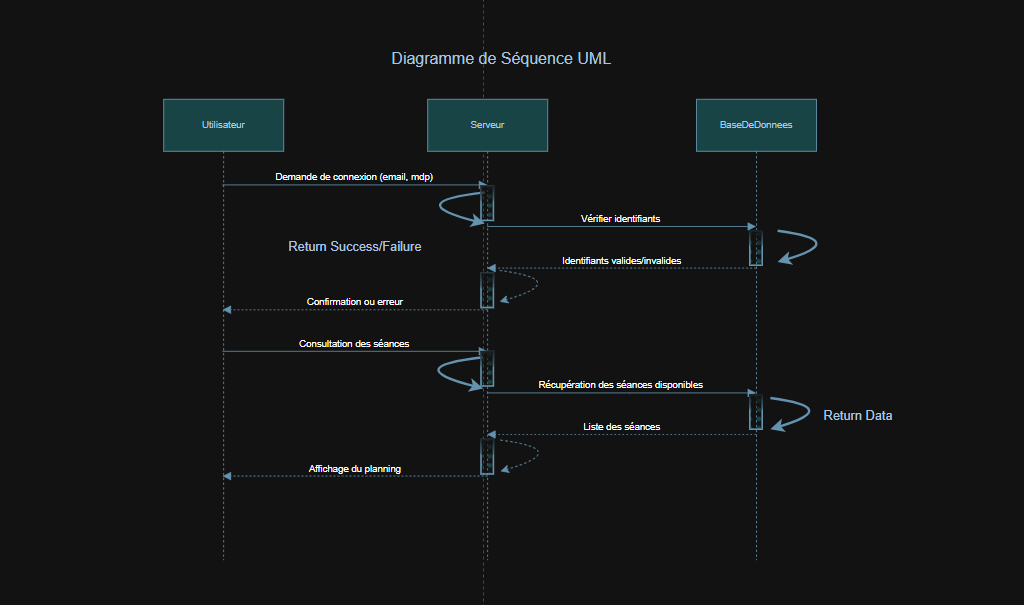 Diagramme de Séquence UML
Utilisateur
Serveur
BaseDeDonnees
Demande de connexion (email, mdp)
Vérifier identifiants
Return Success/Failure
Identifiants valides/invalides
Confirmation ou erreur
Consultation des séances
Récupération des séances disponibles
Return Data
Liste des séances
Affichage du planning